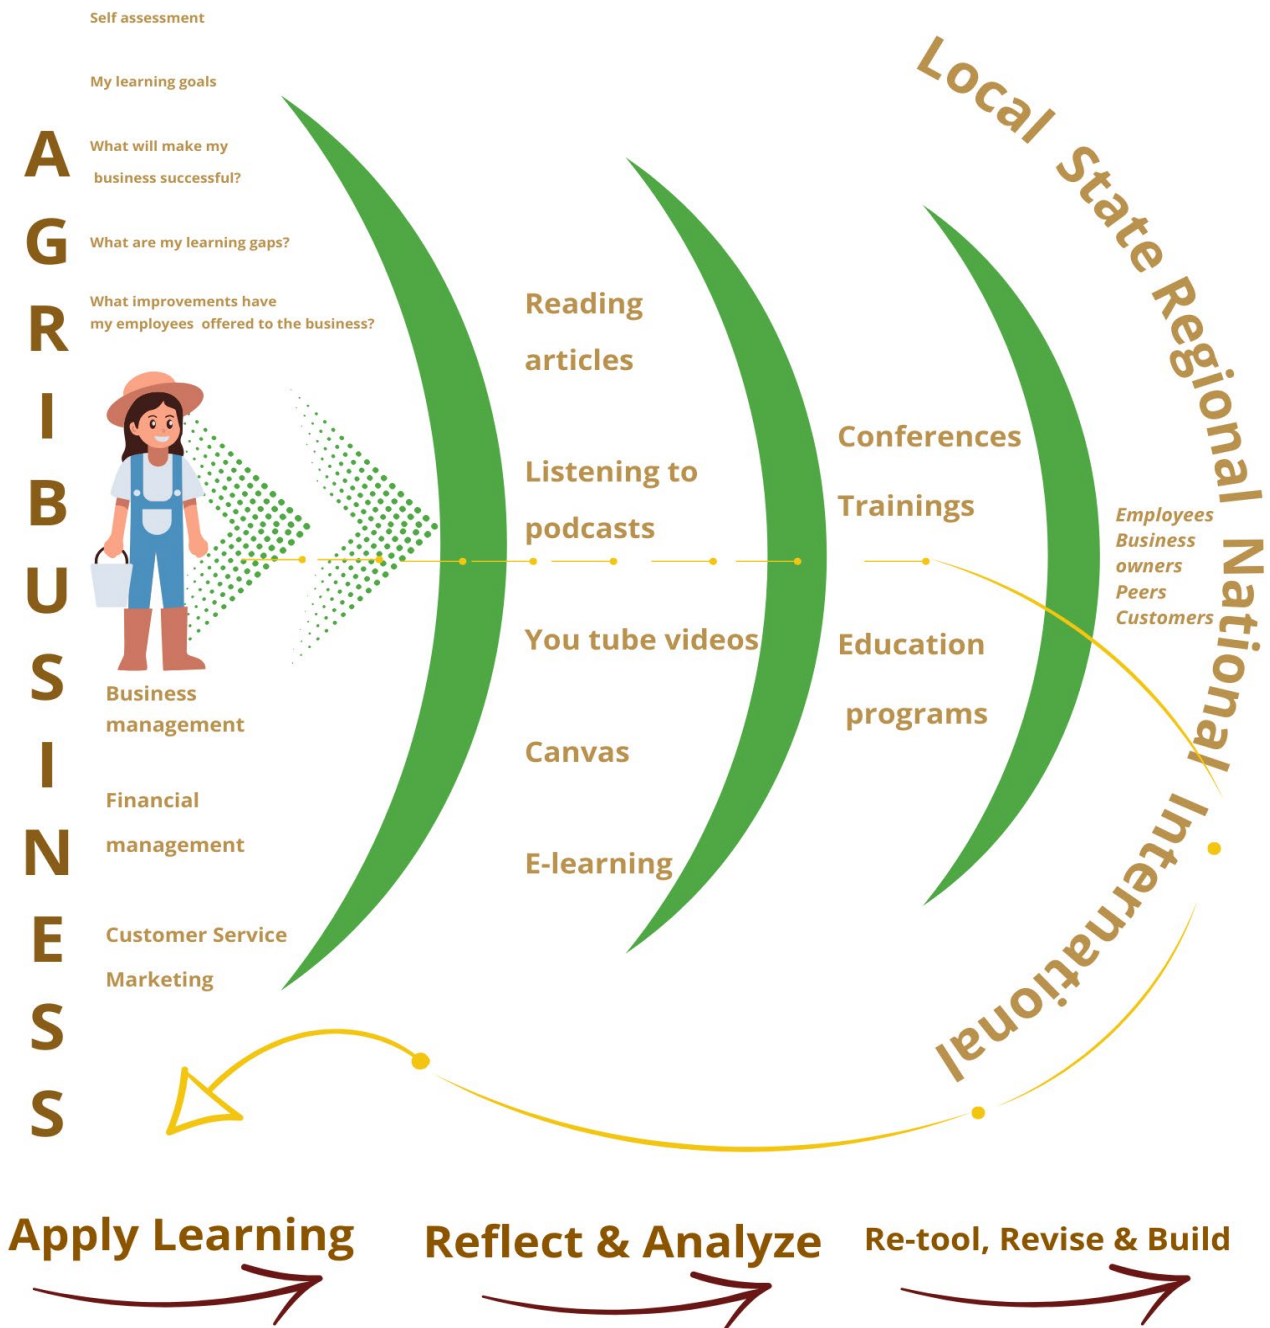 Self assessment
My learning goals
What will make my
business successful?
What are my learning gaps?
What improvements have
my employees offered to the business?
AGRIBUSINESS
Business
management
Financial
management
Customer Service
Marketing
Reading
articles
Listening to
podcasts
You tube videos
Canvas
E-learning
Conferences
Trainings
Education
programs
Employees
Business
owners
Peers
Customers
Local State Regional National International
Apply Learning
Reflect & Analyze
Re-tool, Revise & Build